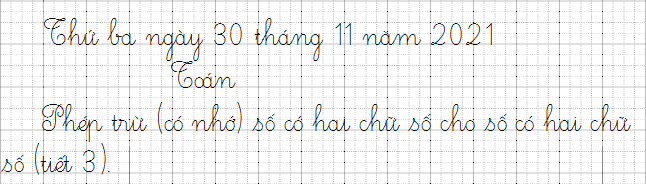 Thứ ba ngày 30 tháng 11 năm 2021
Toán
Phép trừ (có nhớ) số có hai chữ số cho số có hai chữ
số (tiết 3).